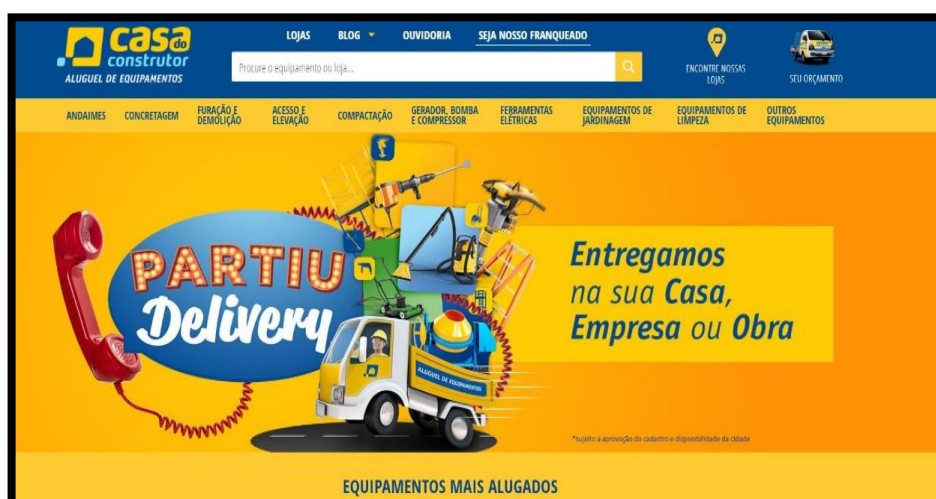 casa do
construtor
ALUGUEL DE EQUIPAMENTOS
LOJAS BLOG OUVIDORIA SEJA NOSSO FRANQUEADO
Procure o equipamento ou loja...
ENCONTRE NOSSAS
LOJAS
SEU ORÇAMENTO
ANDAIMES
CONCRETAGEM
FURAÇÃO E
DEMOLIÇÃO
ACESSO E
ELEVAÇÃO
COMPACTAÇÃO
GERADOR, BOMBA
E COMPRESSOR
FERRAMENTAS
ELÉTRICAS
EQUIPAMENTOS DE
JARDINAGEM
EQUIPAMENTOS DE
LIMPEZA
OUTROS
EQUIPAMENTOS
PARTIU
Delivery
ALUGUEL DE EQUIPAMENTOS
Entregamos
na sua Casa,
Empresa ou Obra
*sujeito a aprovação do cadastro e disponibilidade da cidade
EQUIPAMENTOS MAIS ALUGADOS